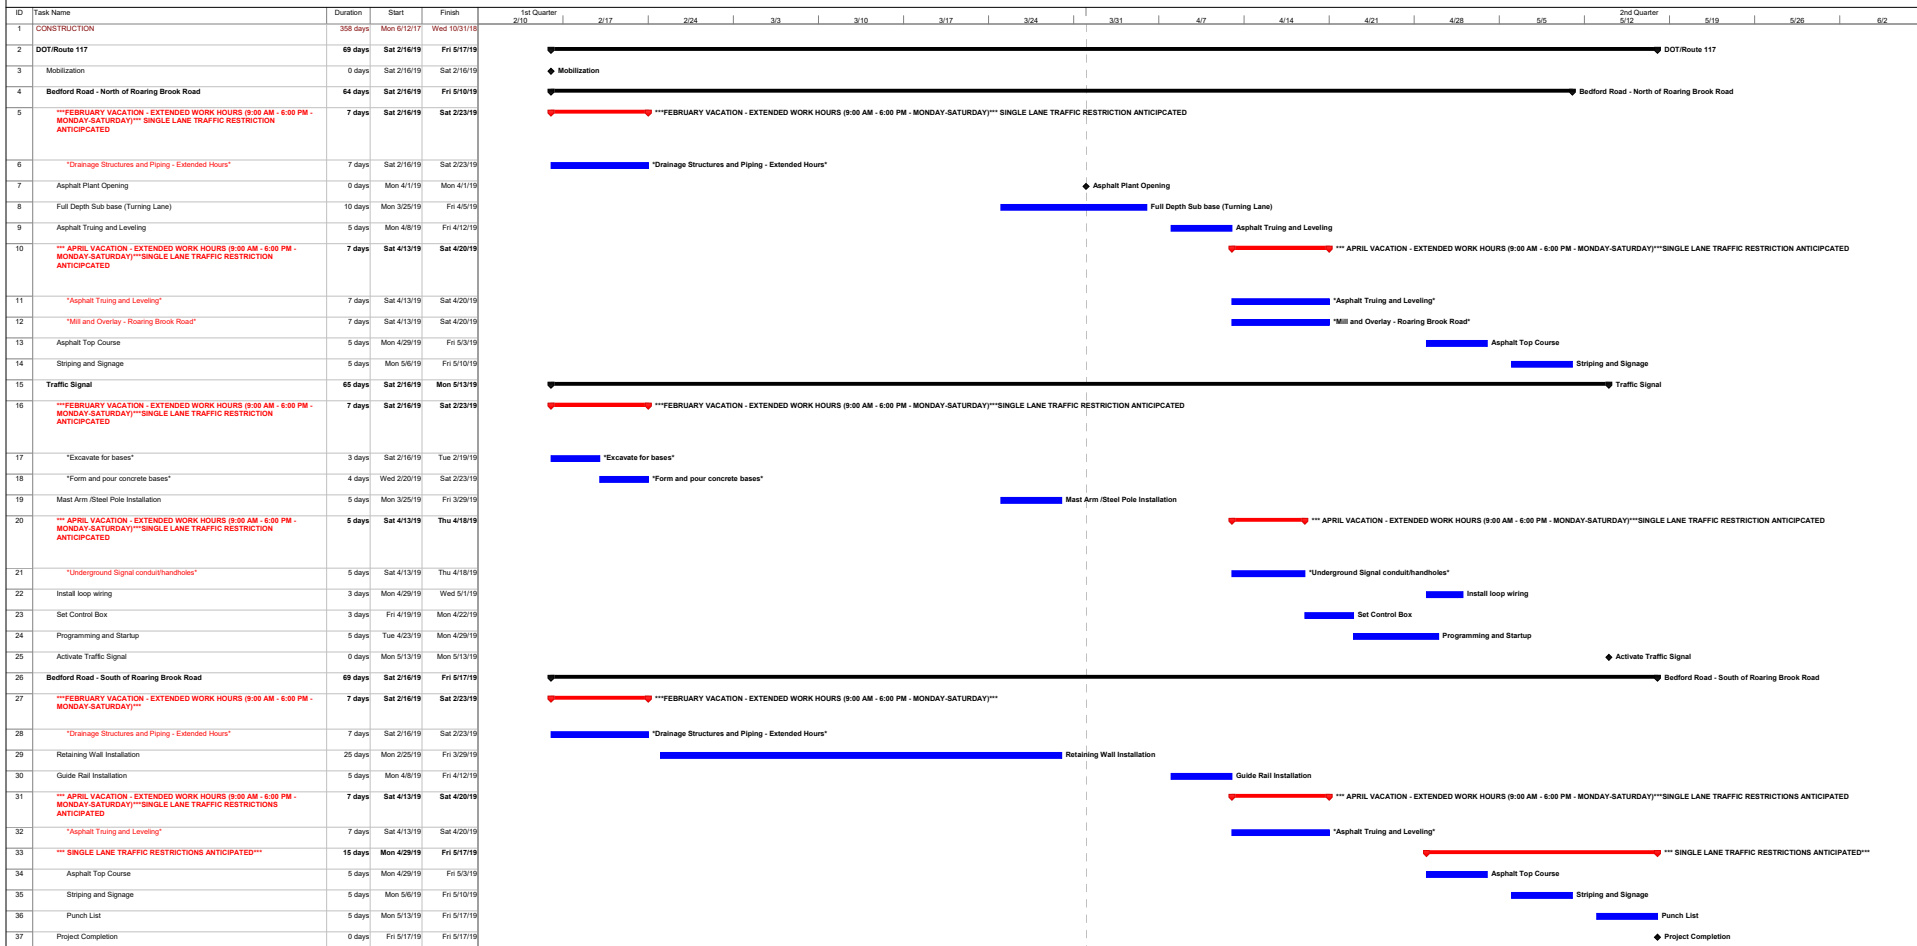 ID Task Name Duration Start Finish 1st Quarter 2nd Quarter
2/10 2/17 2/24 3/3 3/10 3/17 3/24 3/31 4/7 4/14 4/21 4/28 5/5 5/12 5/19 5/26 6/2
1 CONSTRUCTION 358 days Mon 6/12/17 Wed 10/31/18
2 DOT/Route 117 69 days Sat 2/16/19 Fri 5/17/19 DOT/Route 117
3 Mobilization 0 days Sat 2/16/19 Sat 2/16/19 Mobilization
4 Bedford Road - North of Roaring Brook Road 64 days Sat 2/16/19 Fri 5/10/19 Bedford Road - North of Roaring Brook Road
5 ***FEBRUARY VACATION - EXTENDED WORK HOURS (9:00 AM - 6:00 PM - 7 days Sat 2/16/19 Sat 2/23/19 ***FEBRUARY VACATION - EXTENDED WORK HOURS (9:00 AM - 6:00 PM - MONDAY-SATURDAY)*** SINGLE LANE TRAFFIC RESTRICTION ANTICIPCATED
MONDAY-SATURDAY)*** SINGLE LANE TRAFFIC RESTRICTION
ANTICIPCATED
6 *Drainage Structures and Piping - Extended Hours* 7 days Sat 2/16/19 Sat 2/23/19 *Drainage Structures and Piping - Extended Hours*
7 Asphalt Plant Opening 0 days Mon 4/1/19 Mon 4/1/19 Asphalt Plant Opening
8 Full Depth Sub base (Turning Lane) 10 days Mon 3/25/19 Fri 4/5/19 Full Depth Sub base (Turning Lane)
9 Asphalt Truing and Leveling 5 days Mon 4/8/19 Fri 4/12/19 Asphalt Truing and Leveling
10 *** APRIL VACATION - EXTENDED WORK HOURS (9:00 AM - 6:00 PM - 7 days Sat 4/13/19 Sat 4/20/19 *** APRIL VACATION - EXTENDED WORK HOURS (9:00 AM - 6:00 PM - MONDAY-SATURDAY)***SINGLE LANE TRAFFIC RESTRICTION ANTICIPCATED
MONDAY-SATURDAY)***SINGLE LANE TRAFFIC RESTRICTION
ANTICIPCATED
11 *Asphalt Truing and Leveling* 7 days Sat 4/13/19 Sat 4/20/19 *Asphalt Truing and Leveling*
12 *Mill and Overlay - Roaring Brook Road* 7 days Sat 4/13/19 Sat 4/20/19 *Mill and Overlay - Roaring Brook Road*
13 Asphalt Top Course 5 days Mon 4/29/19 Fri 5/3/19 Asphalt Top Course
14 Striping and Signage 5 days Mon 5/6/19 Fri 5/10/19 Striping and Signage
15 Traffic Signal 65 days Sat 2/16/19 Mon 5/13/19 Traffic Signal
16 ***FEBRUARY VACATION - EXTENDED WORK HOURS (9:00 AM - 6:00 PM - 7 days Sat 2/16/19 Sat 2/23/19 ***FEBRUARY VACATION - EXTENDED WORK HOURS (9:00 AM - 6:00 PM - MONDAY-SATURDAY)***SINGLE LANE TRAFFIC RESTRICTION ANTICIPCATED
MONDAY-SATURDAY)***SINGLE LANE TRAFFIC RESTRICTION
ANTICIPCATED
17 *Excavate for bases* 3 days Sat 2/16/19 Tue 2/19/19 *Excavate for bases*
18 *Form and pour concrete bases* 4 days Wed 2/20/19 Sat 2/23/19 *Form and pour concrete bases*
19 Mast Arm /Steel Pole Installation 5 days Mon 3/25/19 Fri 3/29/19 Mast Arm /Steel Pole Installation
20 *** APRIL VACATION - EXTENDED WORK HOURS (9:00 AM - 6:00 PM - 5 days Sat 4/13/19 Thu 4/18/19 *** APRIL VACATION - EXTENDED WORK HOURS (9:00 AM - 6:00 PM - MONDAY-SATURDAY)***SINGLE LANE TRAFFIC RESTRICTION ANTICIPCATED
MONDAY-SATURDAY)***SINGLE LANE TRAFFIC RESTRICTION
ANTICIPCATED
21 *Underground Signal conduit/handholes* 5 days Sat 4/13/19 Thu 4/18/19 *Underground Signal conduit/handholes*
22 Install loop wiring 3 days Mon 4/29/19 Wed 5/1/19 Install loop wiring
23 Set Control Box 3 days Fri 4/19/19 Mon 4/22/19 Set Control Box
24 Programming and Startup 5 days Tue 4/23/19 Mon 4/29/19 Programming and Startup
25 Activate Traffic Signal 0 days Mon 5/13/19 Mon 5/13/19 Activate Traffic Signal
26 Bedford Road - South of Roaring Brook Road 69 days Sat 2/16/19 Fri 5/17/19 Bedford Road - South of Roaring Brook Road
27 ***FEBRUARY VACATION - EXTENDED WORK HOURS (9:00 AM - 6:00 PM - 7 days Sat 2/16/19 Sat 2/23/19 ***FEBRUARY VACATION - EXTENDED WORK HOURS (9:00 AM - 6:00 PM - MONDAY-SATURDAY)***
MONDAY-SATURDAY)***
28 *Drainage Structures and Piping - Extended Hours* 7 days Sat 2/16/19 Sat 2/23/19 *Drainage Structures and Piping - Extended Hours*
29 Retaining Wall Installation 25 days Mon 2/25/19 Fri 3/29/19 Retaining Wall Installation
30 Guide Rail Installation 5 days Mon 4/8/19 Fri 4/12/19 Guide Rail Installation
31 *** APRIL VACATION - EXTENDED WORK HOURS (9:00 AM - 6:00 PM - 7 days Sat 4/13/19 Sat 4/20/19 *** APRIL VACATION - EXTENDED WORK HOURS (9:00 AM - 6:00 PM - MONDAY-SATURDAY)***SINGLE LANE TRAFFIC RESTRICTIONS ANTICIPATED
MONDAY-SATURDAY)***SINGLE LANE TRAFFIC RESTRICTIONS
ANTICIPATED
32 *Asphalt Truing and Leveling* 7 days Sat 4/13/19 Sat 4/20/19 *Asphalt Truing and Leveling*
33 *** SINGLE LANE TRAFFIC RESTRICTIONS ANTICIPATED*** 15 days Mon 4/29/19 Fri 5/17/19 *** SINGLE LANE TRAFFIC RESTRICTIONS ANTICIPATED***
34 Asphalt Top Course 5 days Mon 4/29/19 Fri 5/3/19 Asphalt Top Course
35 Striping and Signage 5 days Mon 5/6/19 Fri 5/10/19 Striping and Signage
36 Punch List 5 days Mon 5/13/19 Fri 5/17/19 Punch List
37 Project Completion 0 days Fri 5/17/19 Fri 5/17/19 Project Completion